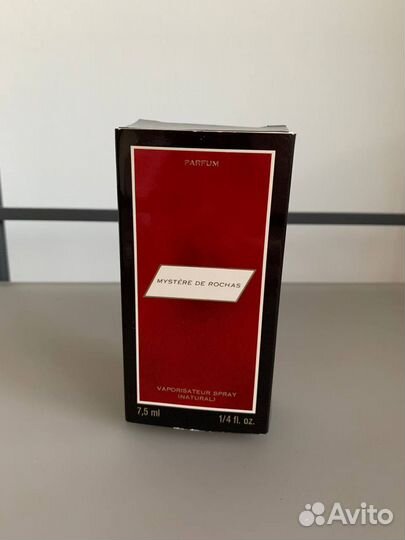 PARFUM
MYSTÈRE DE ROCHAS
VAPORISATEUR SPRAY
(NATURAL)
7,5 ml 1/4 fl. oz.
Avito